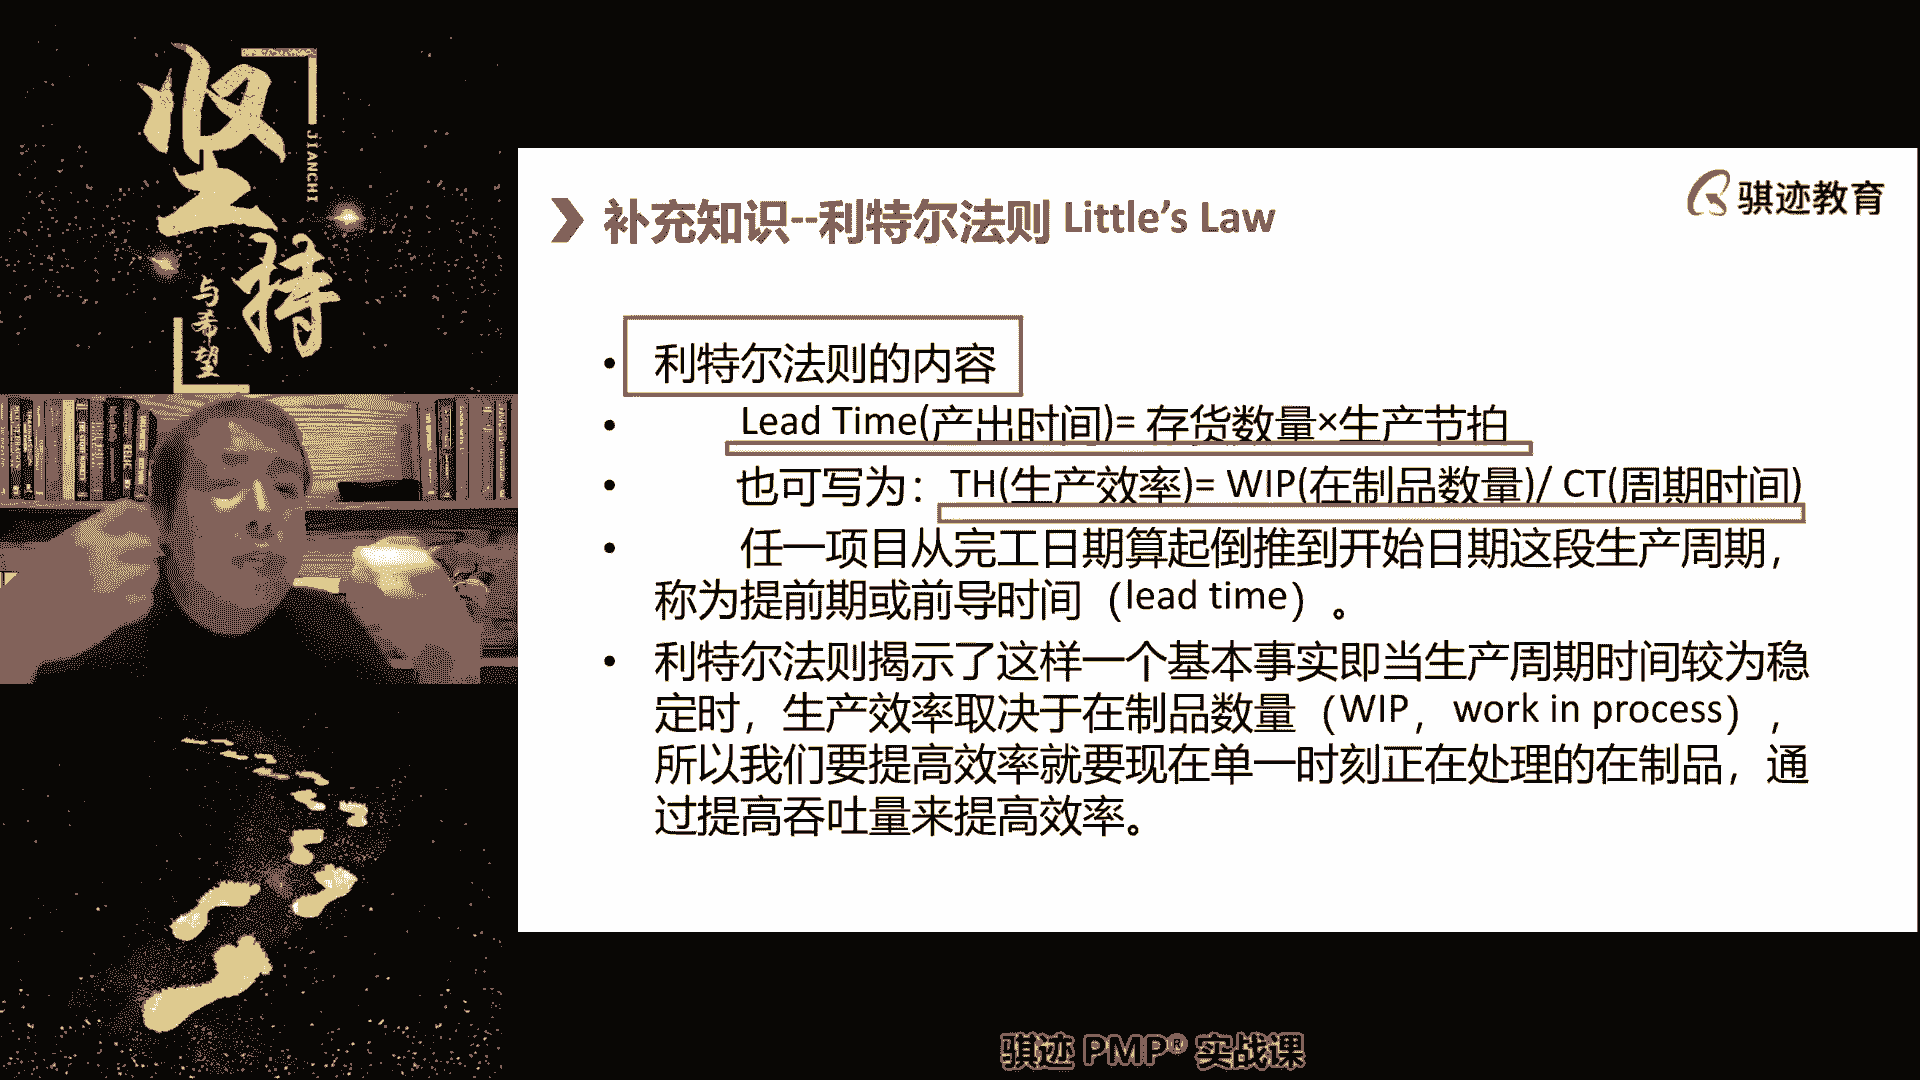 坚持
JIANCHI
与希望
骐迹教育
补充知识--利特尔法则 Little's Law
• 利特尔法则的内容
• Lead Time(产出时间)= 存货数量×生产节拍
• 也可写为：TH(生产效率)= WIP(在制品数量)/ CT(周期时间)
• 任一项目从完工日期算起倒推到开始日期这段生产周期，
称为提前期或前导时间（lead time）。
• 利特尔法则揭示了这样一个基本事实即当生产周期时间较为稳
定时，生产效率取决于在制品数量（WIP，work in process），
所以我们要提高效率就要现在单一时刻正在处理的在制品，通
过提高吞吐量来提高效率。
骐迹 PMP® 实战课